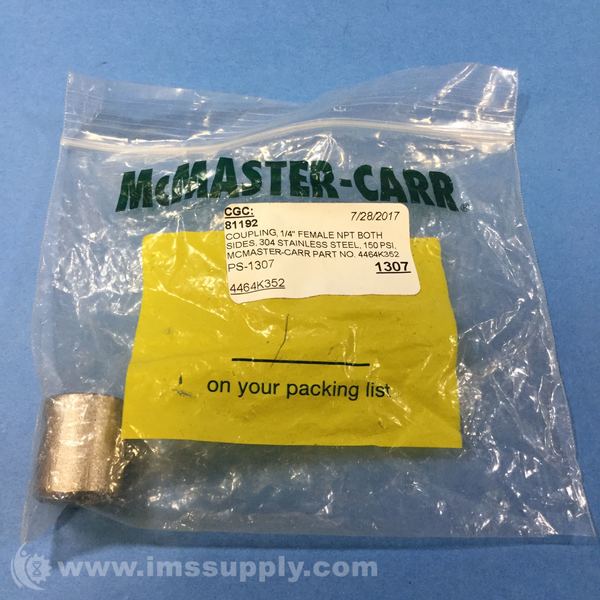 McMASTER-CARR®
CGC: 7/28/2017
81192
COUPLING, 1/4" FEMALE NPT BOTH
SIDES, 304 STAINLESS STEEL, 150 PSI,
MCMASTER-CARR PART NO. 4464K352
PS-1307 1307
4464K352
on your packing list
www.imssupply.com